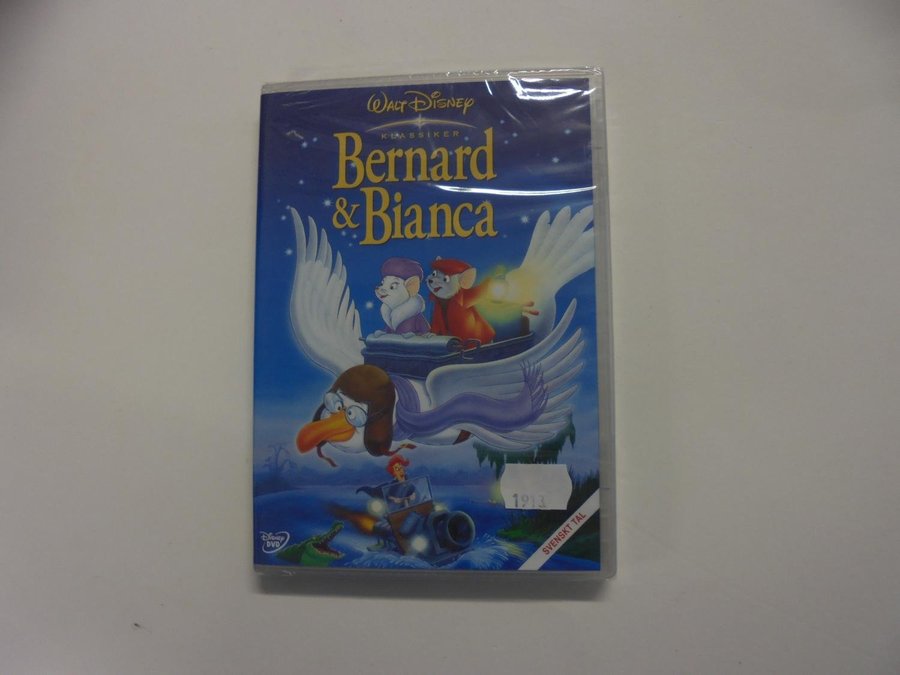 WALT DISNEY
KLASSIKER
Bernard
& Bianca
1913
SVENSKT TAL
Disney
DVD